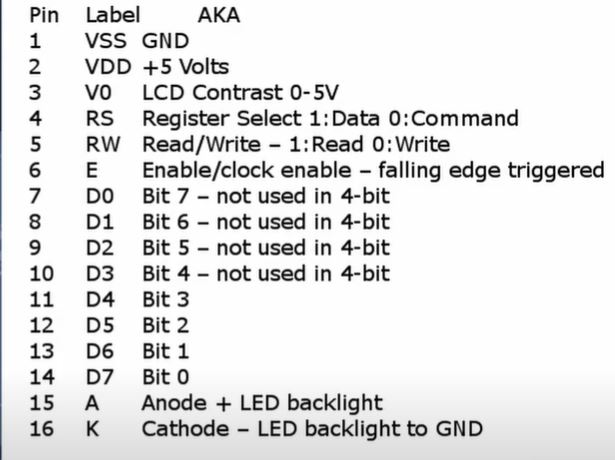 Pin Label AKA
1 VSS GND
2 VDD +5 Volts
3 V0 LCD Contrast 0-5V
4 RS Register Select 1:Data 0:Command
5 RW Read/Write – 1:Read 0:Write
6 E Enable/clock enable – falling edge triggered
7 D0 Bit 7 – not used in 4-bit
8 D1 Bit 6 – not used in 4-bit
9 D2 Bit 5 – not used in 4-bit
10 D3 Bit 4 – not used in 4-bit
11 D4 Bit 3
12 D5 Bit 2
13 D6 Bit 1
14 D7 Bit 0
15 A Anode + LED backlight
16 K Cathode – LED backlight to GND